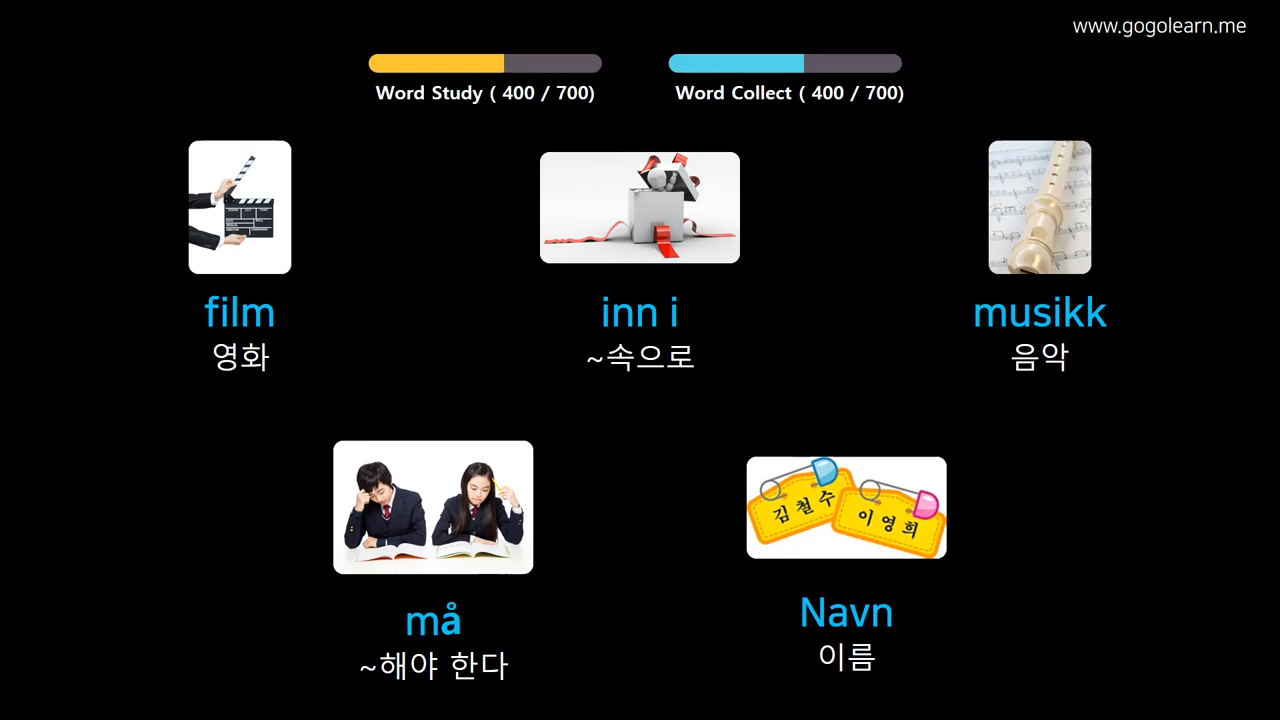 www.gogolearn.me
Word Study ( 400 / 700)
Word Collect ( 400 / 700)
film
영화
inn i
~속으로
musikk
음악
김철수
이영희
må
~해야 한다
Navn
이름